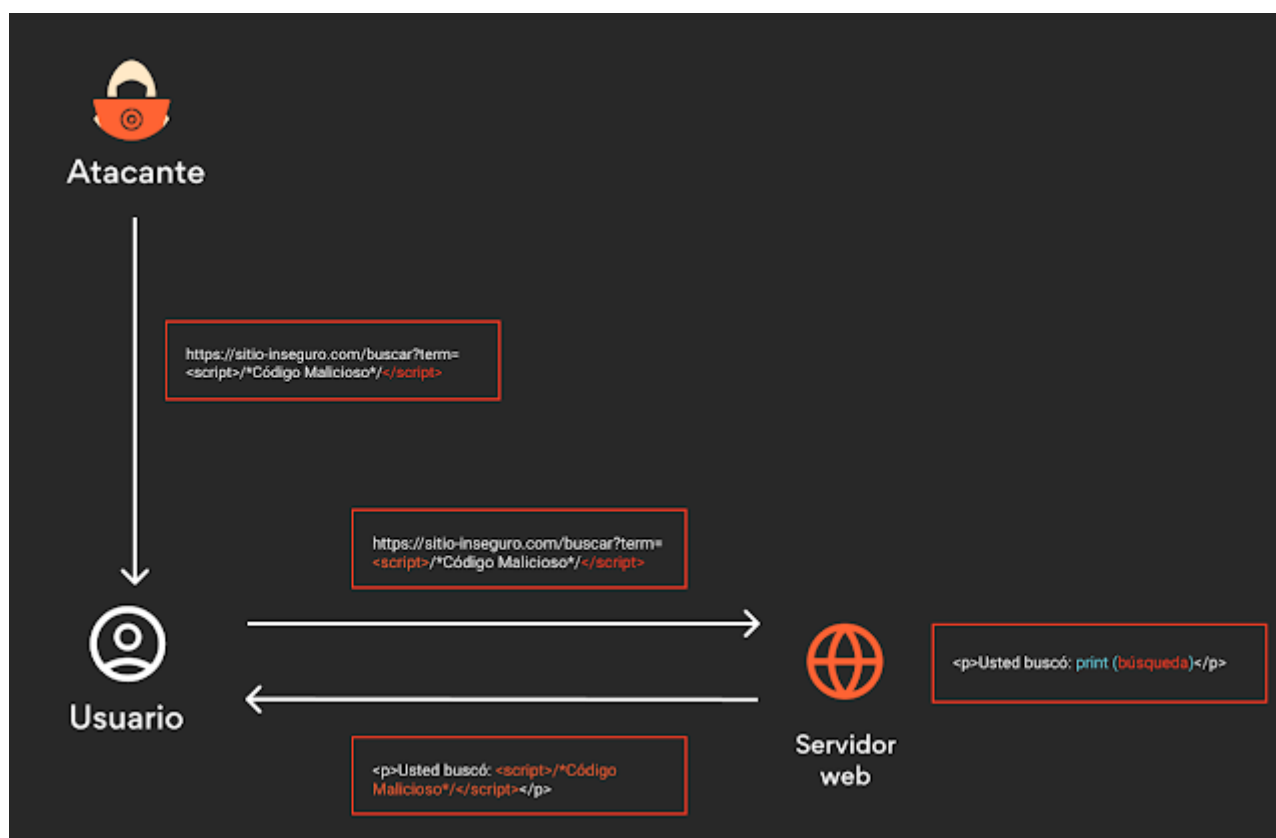 Atacante
https://sitio-inseguro.com/buscar?term=
<script>/*Código Malicioso*/</script>
https://sitio-inseguro.com/buscar?term=
<script>/*Código Malicioso*/</script>
Usuario
Servidor
web
<p>Usted buscó: print (búsqueda)</p>
<p>Usted buscó: <script>/*Código
Malicioso*/</script></p>